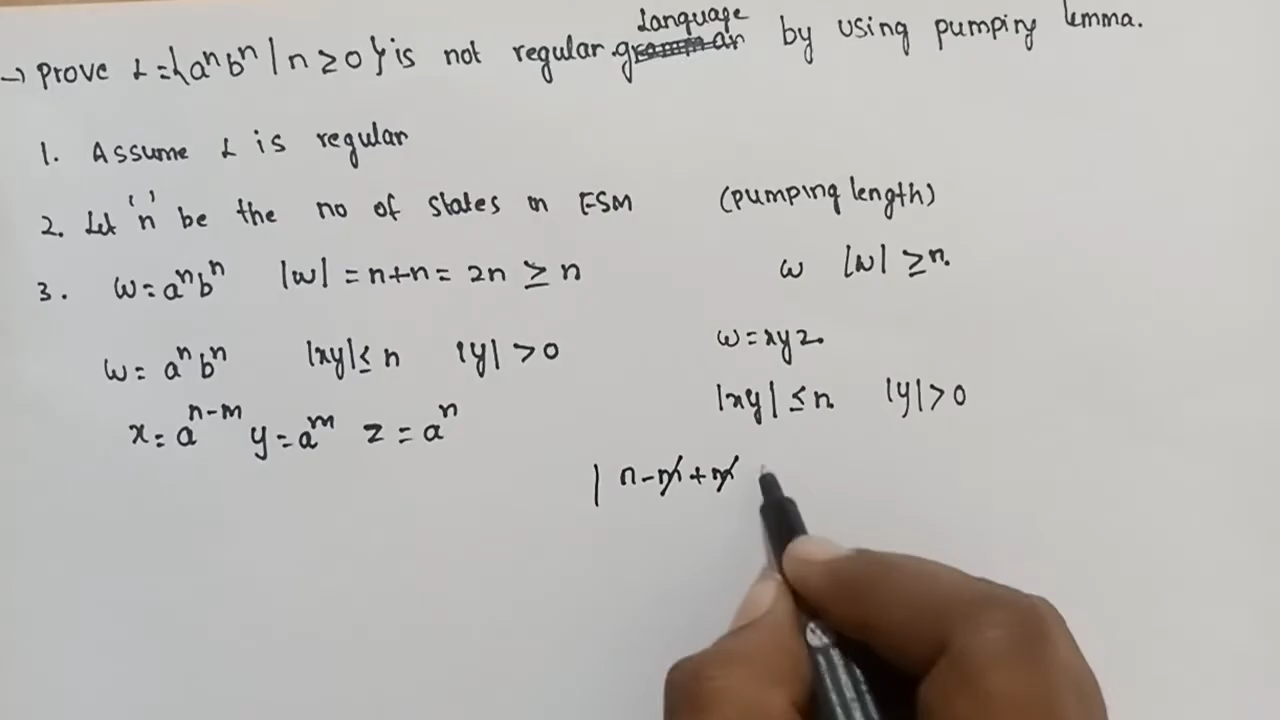 → Prove L = {aⁿbⁿ / n ≥ 0} is not regular Language by using pumping lemma.
1. Assume L is regular
2. Let 'n' be the no of states in FSM (pumping length)
3. w = aⁿbⁿ |w| = n+n = 2n ≥ n w |w| ≥ n.
w = aⁿbⁿ |xy| ≤ n |y| > 0 w = xyz.
x = aⁿ⁻ᵐ y = aᵐ z = aⁿ |xy| ≤ n. |y| > 0
| n-m+m